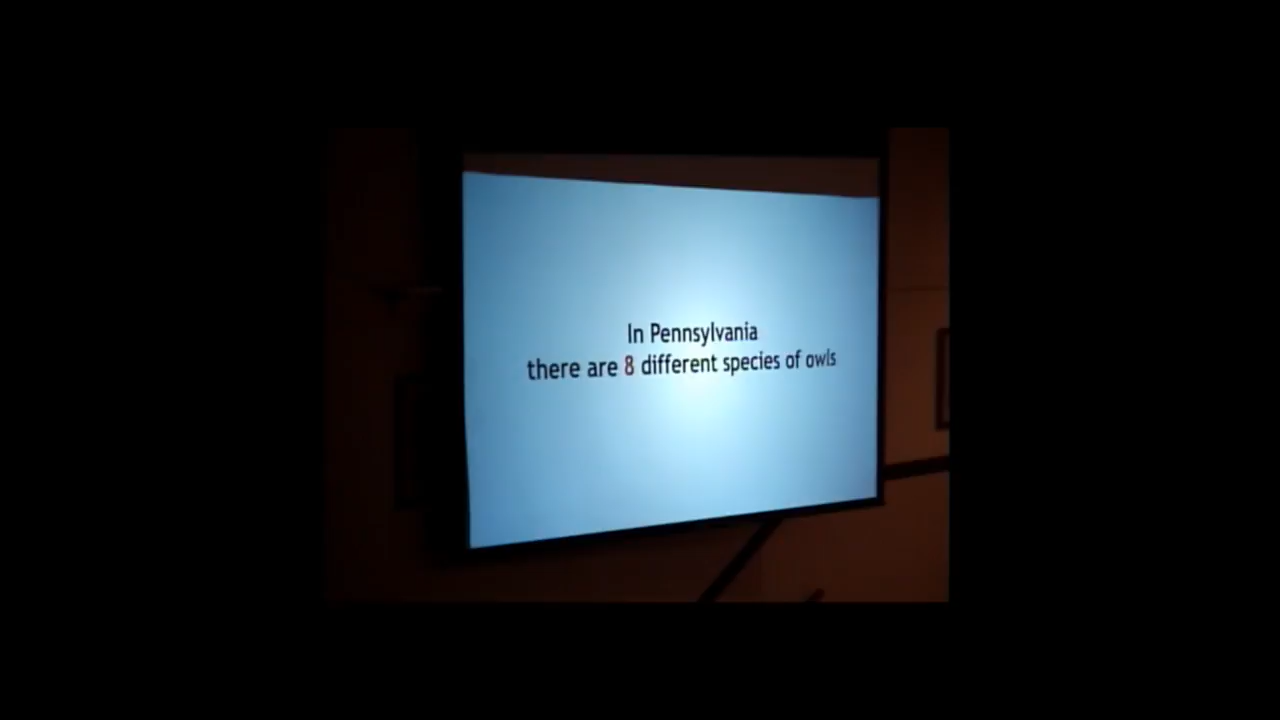 In Pennsylvania
there are 8 different species of owls